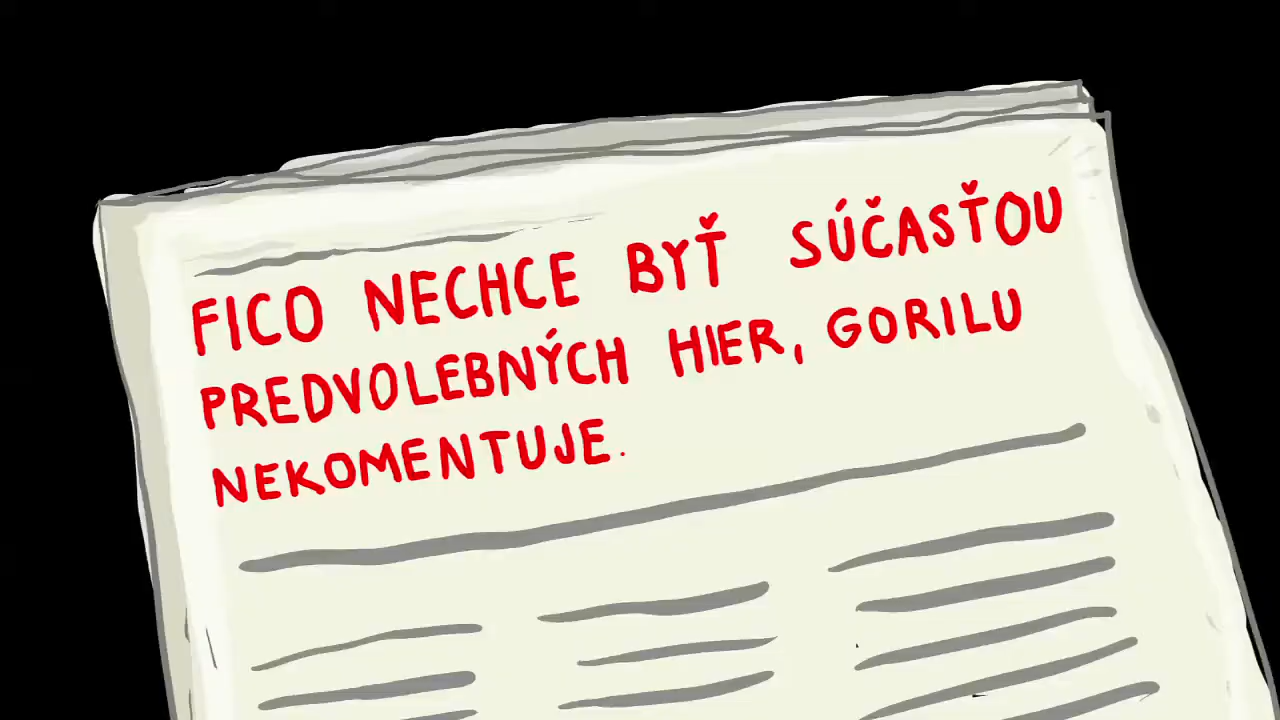 FICO NECHCE BYŤ SÚČASŤOU
PREDVOLEBNÝCH HIER, GORILU
NEKOMENTUJE.